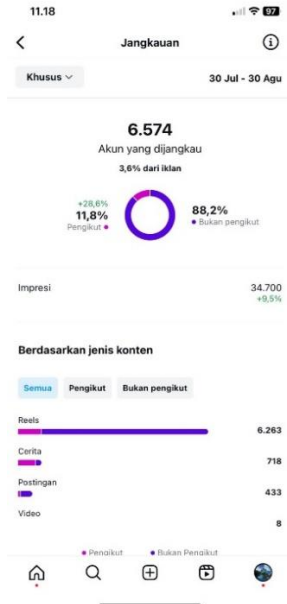 11.18
97
Jangkauan
Khusus
30 Jul - 30 Agu
6.574
Akun yang dijangkau
3,6% dari iklan
+28,6%
11,8%
Pengikut
88,2%
Bukan pengikut
Impresi
34.700
+9,5%
Berdasarkan jenis konten
Semua Pengikut Bukan pengikut
Reels
6.263
Cerita
718
Postingan
433
Video
8
Pengikut Bukan Pengikut